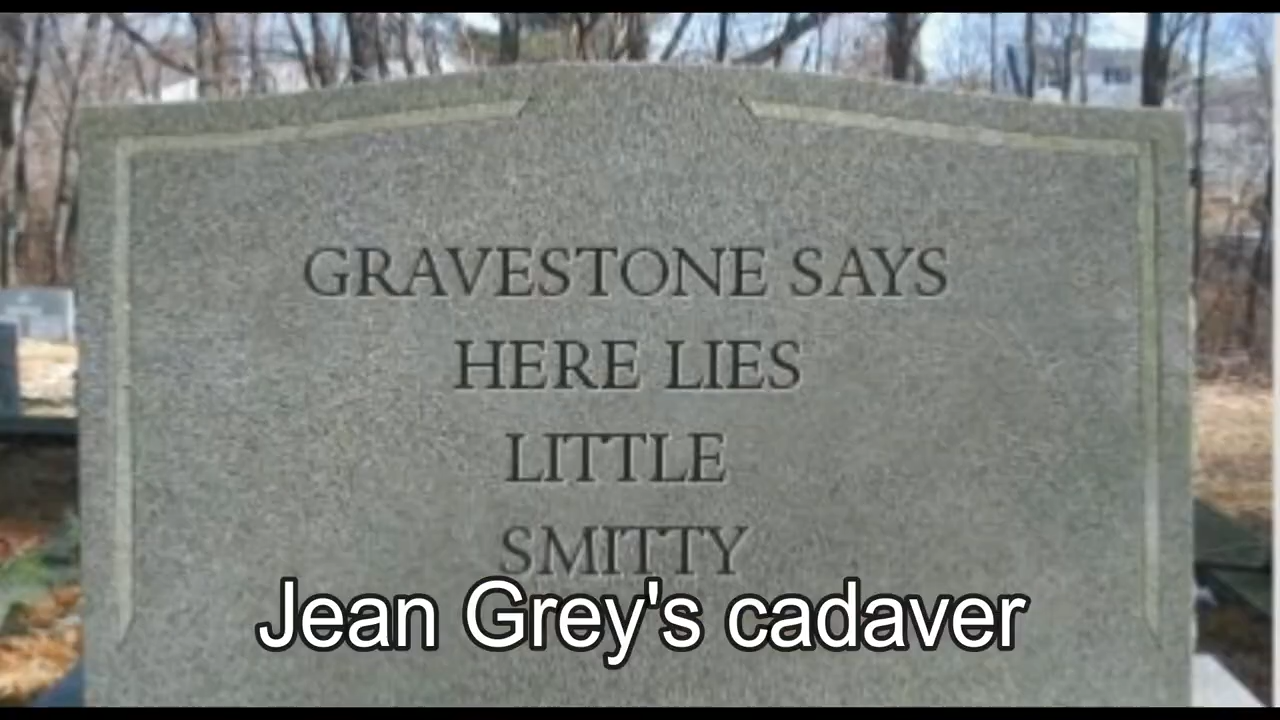 GRAVESTONE SAYS
HERE LIES
LITTLE
SMITTY
Jean Grey's cadaver